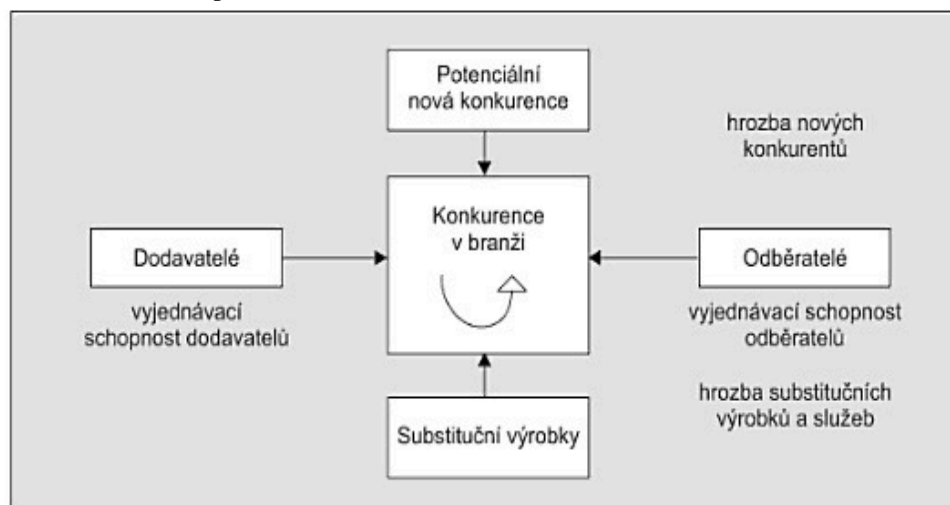 Potenciální
nová konkurence
hrozba nových
konkurentů
Konkurence
v branži
Dodavatelé
vyjednávací
schopnost dodavatelů
Odběratelé
vyjednávací schopnost
odběratelů
hrozba substitučních
výrobků a služeb
Substituční výrobky